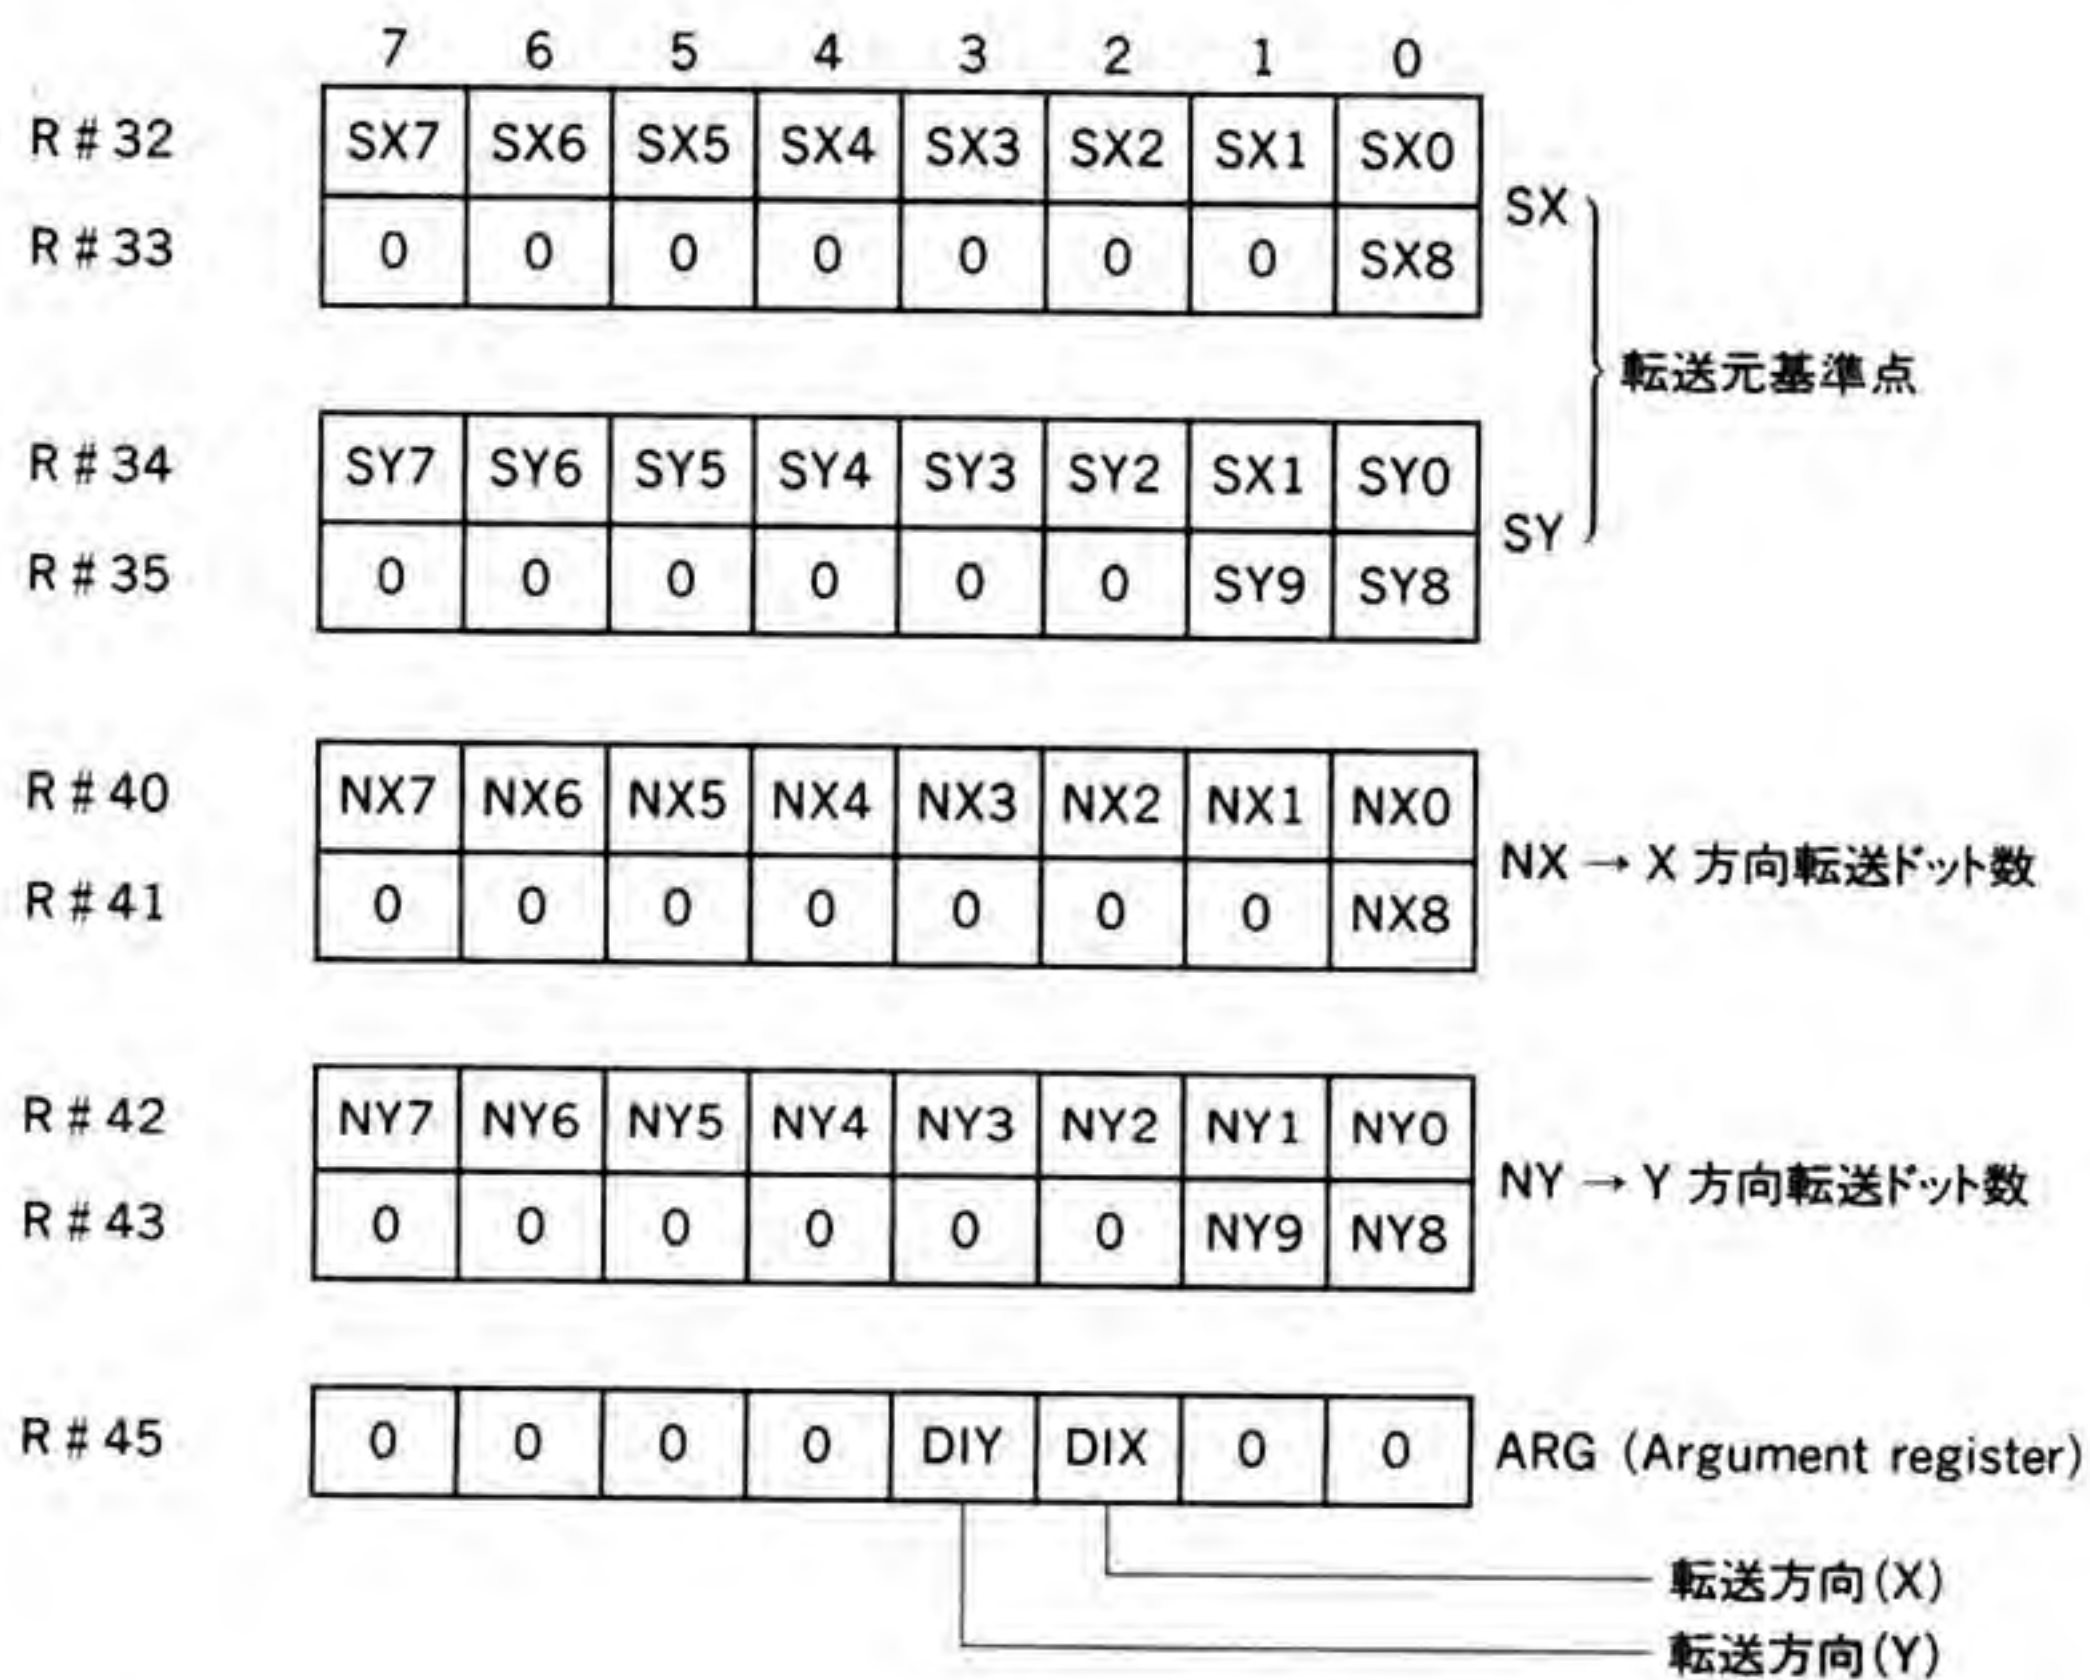 7 6 5 4 3 2 1 0
R#32 SX7 SX6 SX5 SX4 SX3 SX2 SX1 SX0
SX
R#33 0 0 0 0 0 0 0 SX8
転送元基準点
R#34 SY7 SY6 SY5 SY4 SY3 SY2 SX1 SY0
SY
R#35 0 0 0 0 0 0 SY9 SY8
R#40 NX7 NX6 NX5 NX4 NX3 NX2 NX1 NX0
NX → X 方向転送ドット数
R#41 0 0 0 0 0 0 0 NX8
R#42 NY7 NY6 NY5 NY4 NY3 NY2 NY1 NY0
NY → Y 方向転送ドット数
R#43 0 0 0 0 0 0 NY9 NY8
R#45 0 0 0 0 DIY DIX 0 0 ARG (Argument register)
転送方向(X)
転送方向(Y)